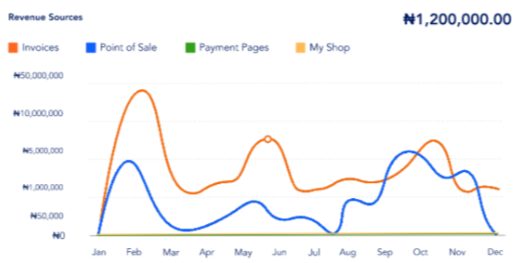 Revenue Sources
₦1,200,000.00
Invoices
Point of Sale
Payment Pages
My Shop
₦50,000,000
₦10,000,000
₦5,000,000
₦1,000,000
₦50,000
₦0
Jan Feb Mar Apr May Jun Jul Aug Sep Oct Nov Dec